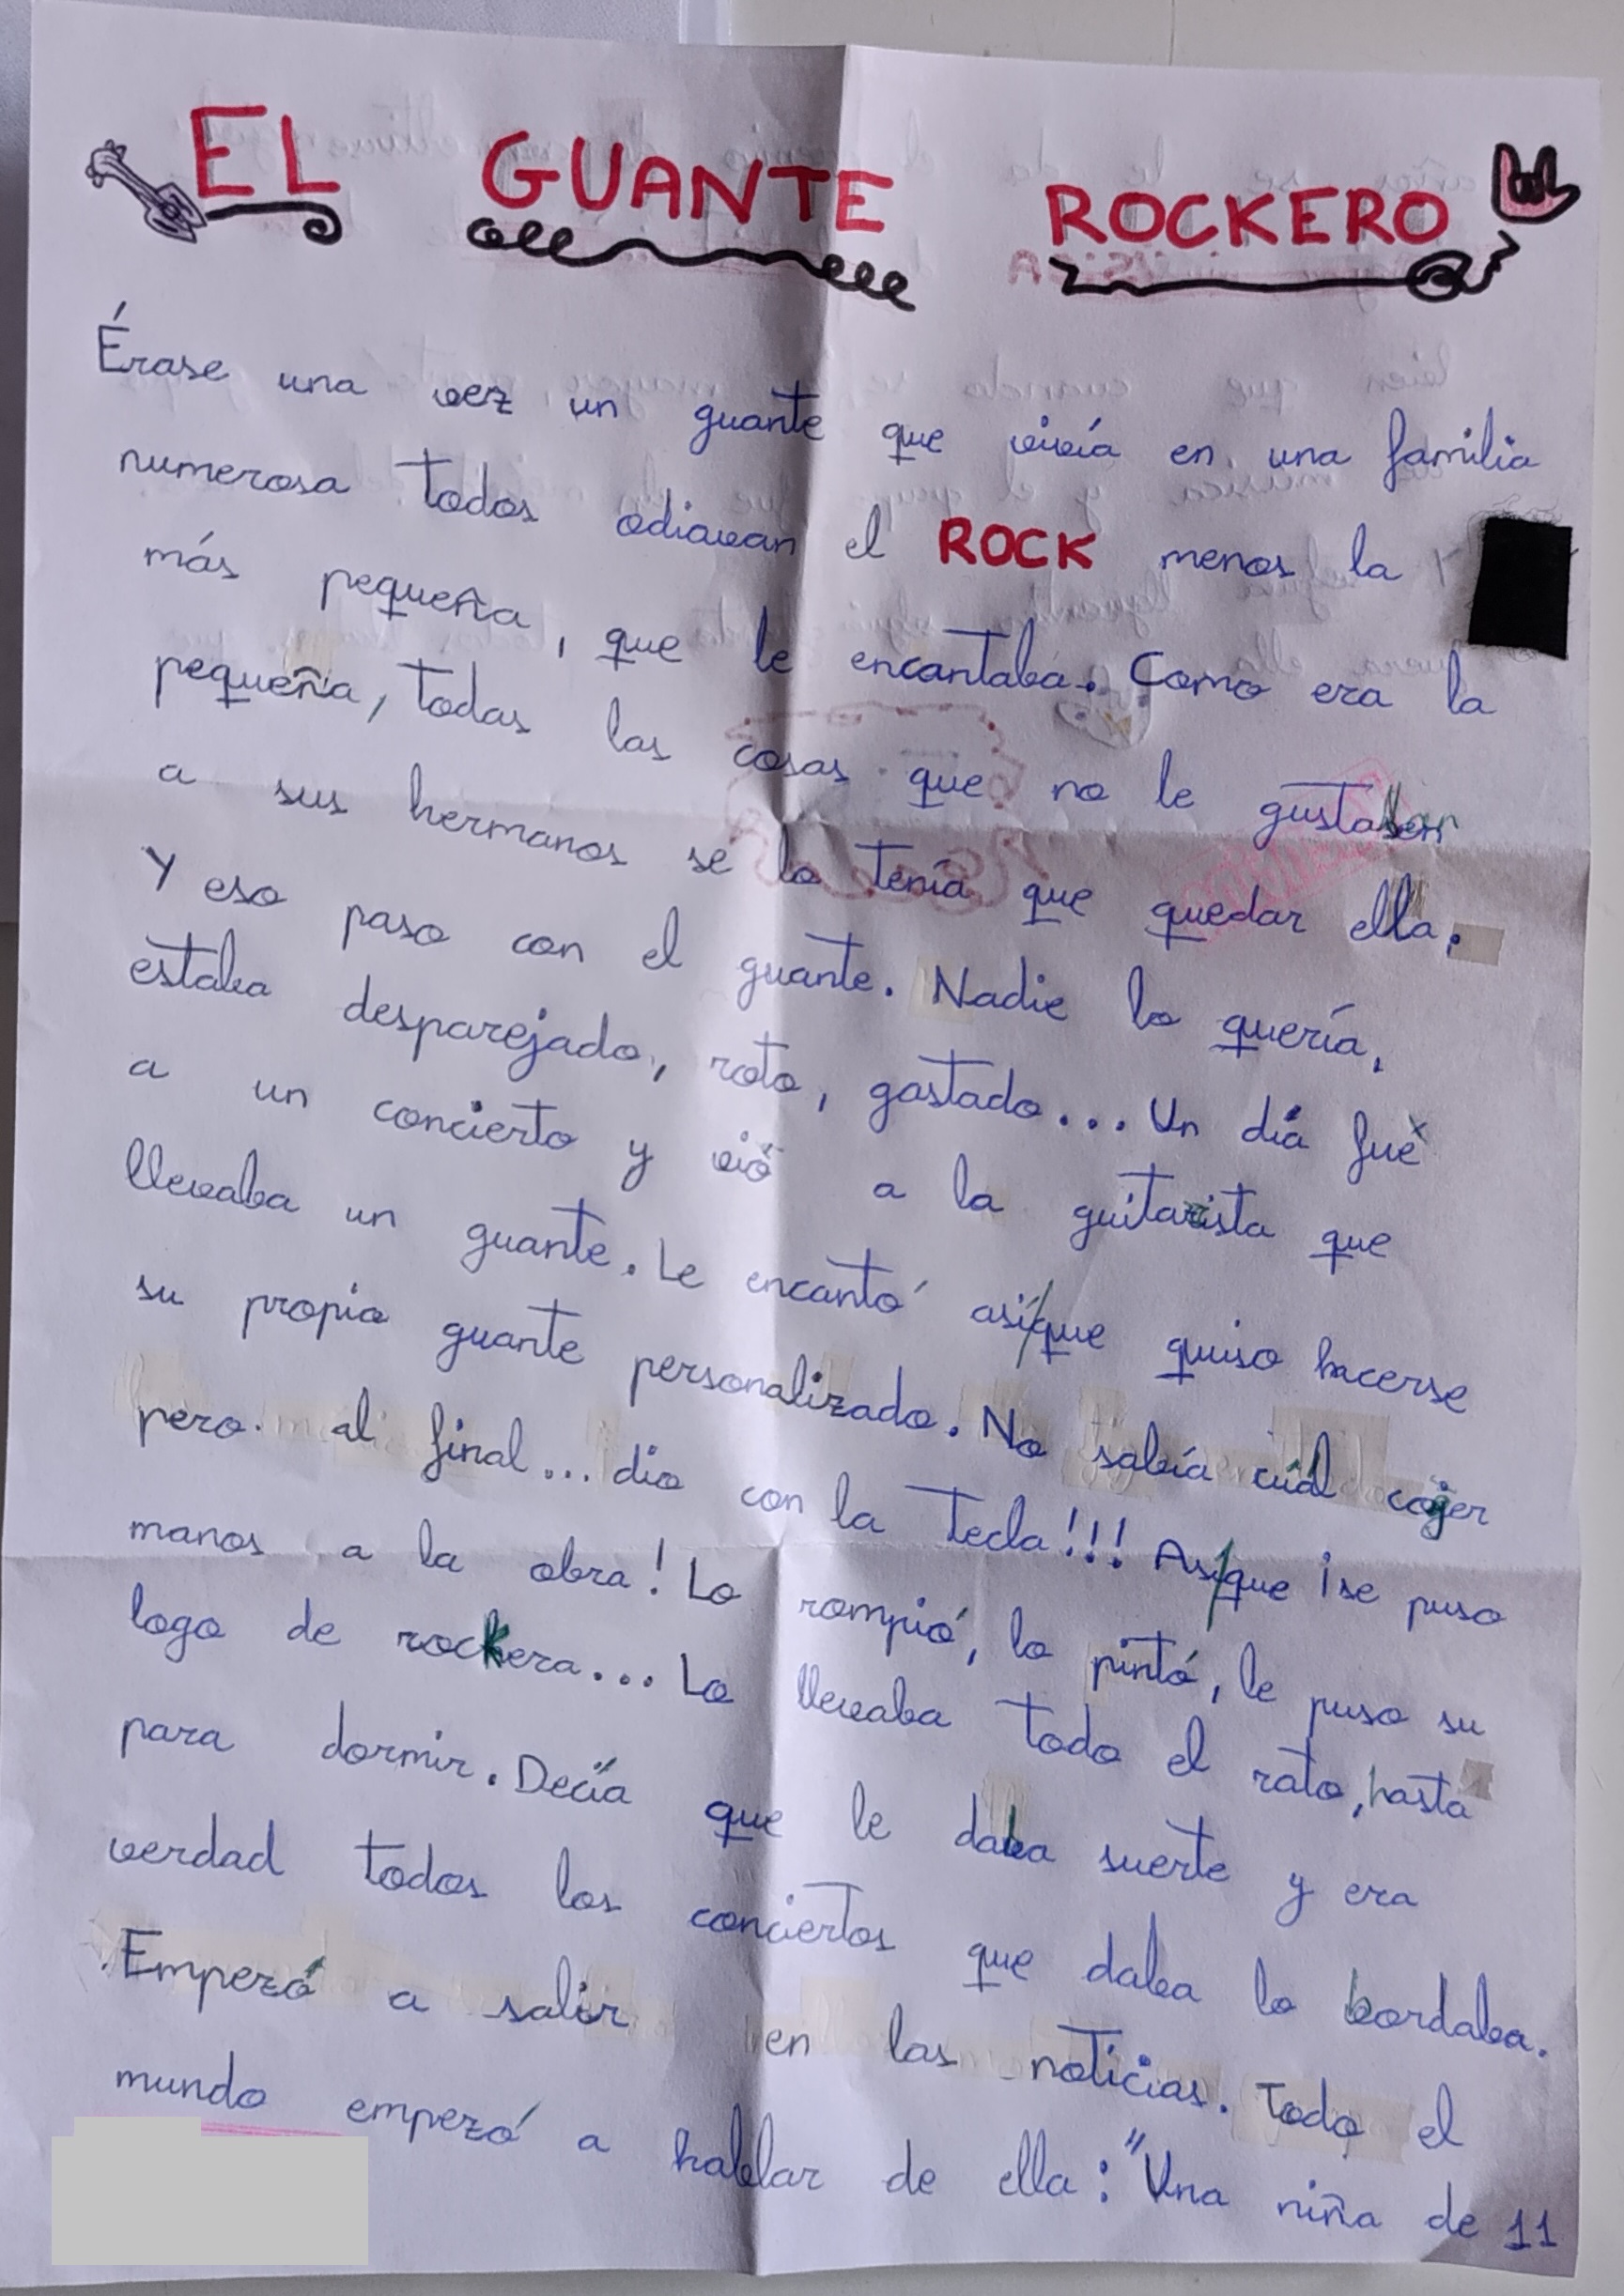 EL GUANTE ROCKERO
Érase una vez un guante que vivía en una familia
numerosa todos odiavan el ROCK menos la
más pequeña, que le encantaba. Como era la
pequeña, todas las cosas que no le gustaban
a sus hermanos se lo tenía que quedar ella.
Y eso paso con el guante. Nadie lo quería,
estaba desparejado, roto, gastado... Un día fué
a un concierto y vió a la guitarista que
llevaba un guante. Le encantó así/que quiso hacerse
su propio guante personalizado. No sabía cuál coger
pero al final... dio con la tecla!!! Así/que ¡se puso
manos a la obra! Lo rompió, lo pintó, le puso su
logo de rockera... Lo llevaba todo el rato, hasta
para dormir. Decía que le daba suerte y era
verdad todos los conciertos que daba lo bordaba.
Empezó a salir en las noticias. Todo el
mundo empezó a hablar de ella: "Una niña de 11